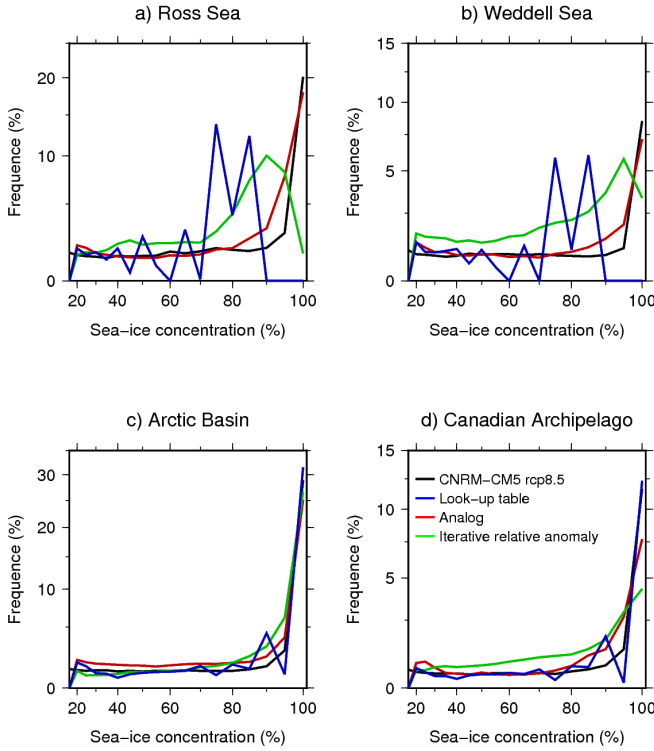 a) Ross Sea
b) Weddell Sea
20
10
0
Frequence (%)
15
10
5
0
Frequence (%)
20 40 60 80 100
20 40 60 80 100
Sea-ice concentration (%)
Sea-ice concentration (%)
c) Arctic Basin
d) Canadian Archipelago
30
20
10
0
Frequence (%)
15
10
5
0
Frequence (%)
CNRM-CM5 rcp8.5
Look-up table
Analog
Iterative relative anomaly
20 40 60 80 100
20 40 60 80 100
Sea-ice concentration (%)
Sea-ice concentration (%)